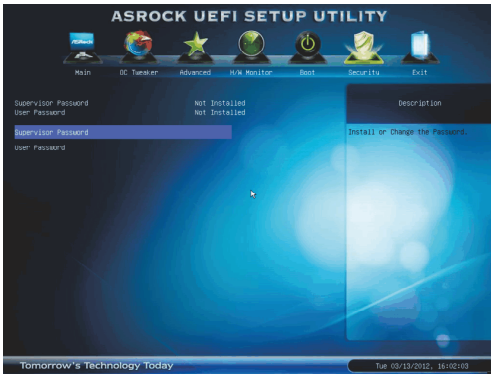 ASROCK UEFI SETUP UTILITY
ASRock
Main OC Tweaker Advanced H/W Monitor Boot Security Exit
Supervisor Password Not Installed
User Password Not Installed
Supervisor Password
User Password
Description
Install or Change the Password.
Tomorrow's Technology Today
Tue 03/13/2012, 16:02:03